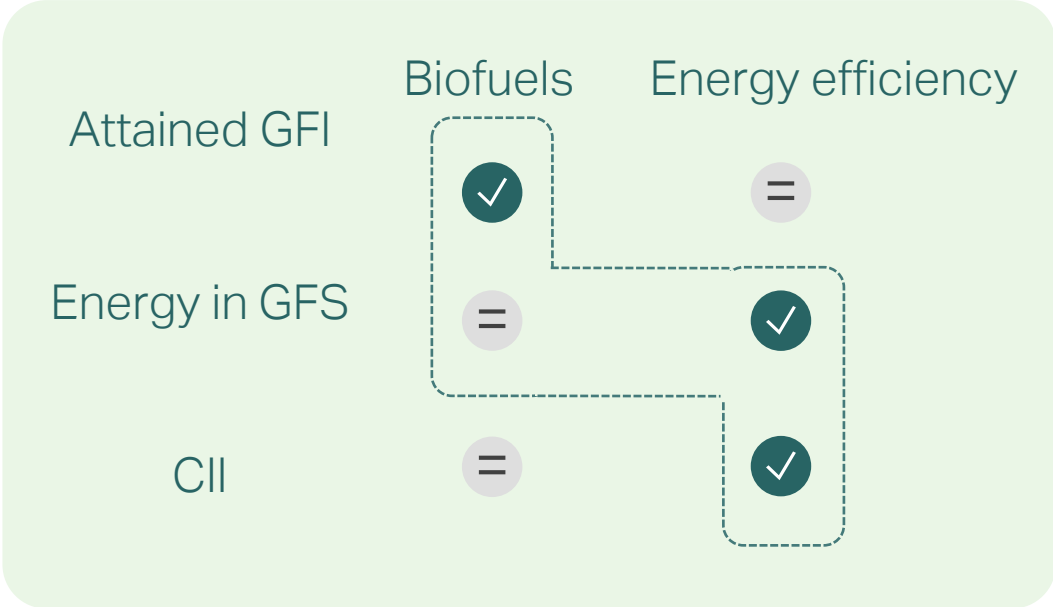 Biofuels Energy efficiency
Attained GFI
=
Energy in GFS
=
CII
=